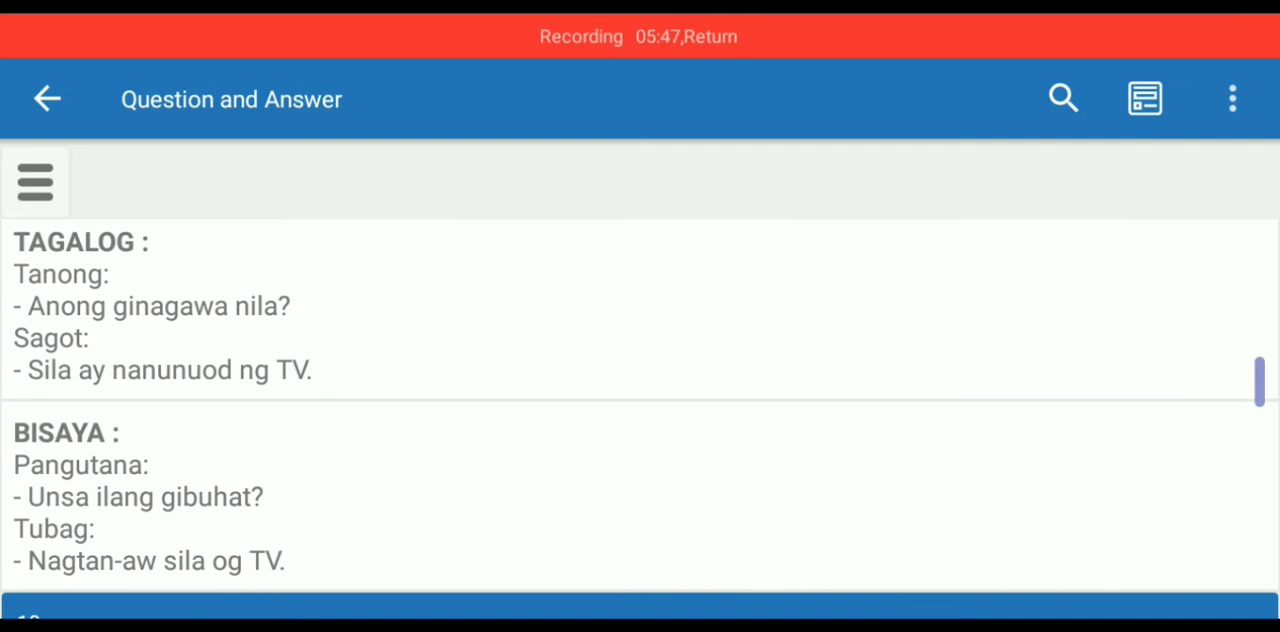 Recording 05:47,Return
Question and Answer
TAGALOG :
Tanong:
- Anong ginagawa nila?
Sagot:
- Sila ay nanunuod ng TV.
BISAYA :
Pangutana:
- Unsa ilang gibuhat?
Tubag:
- Nagtan-aw sila og TV.